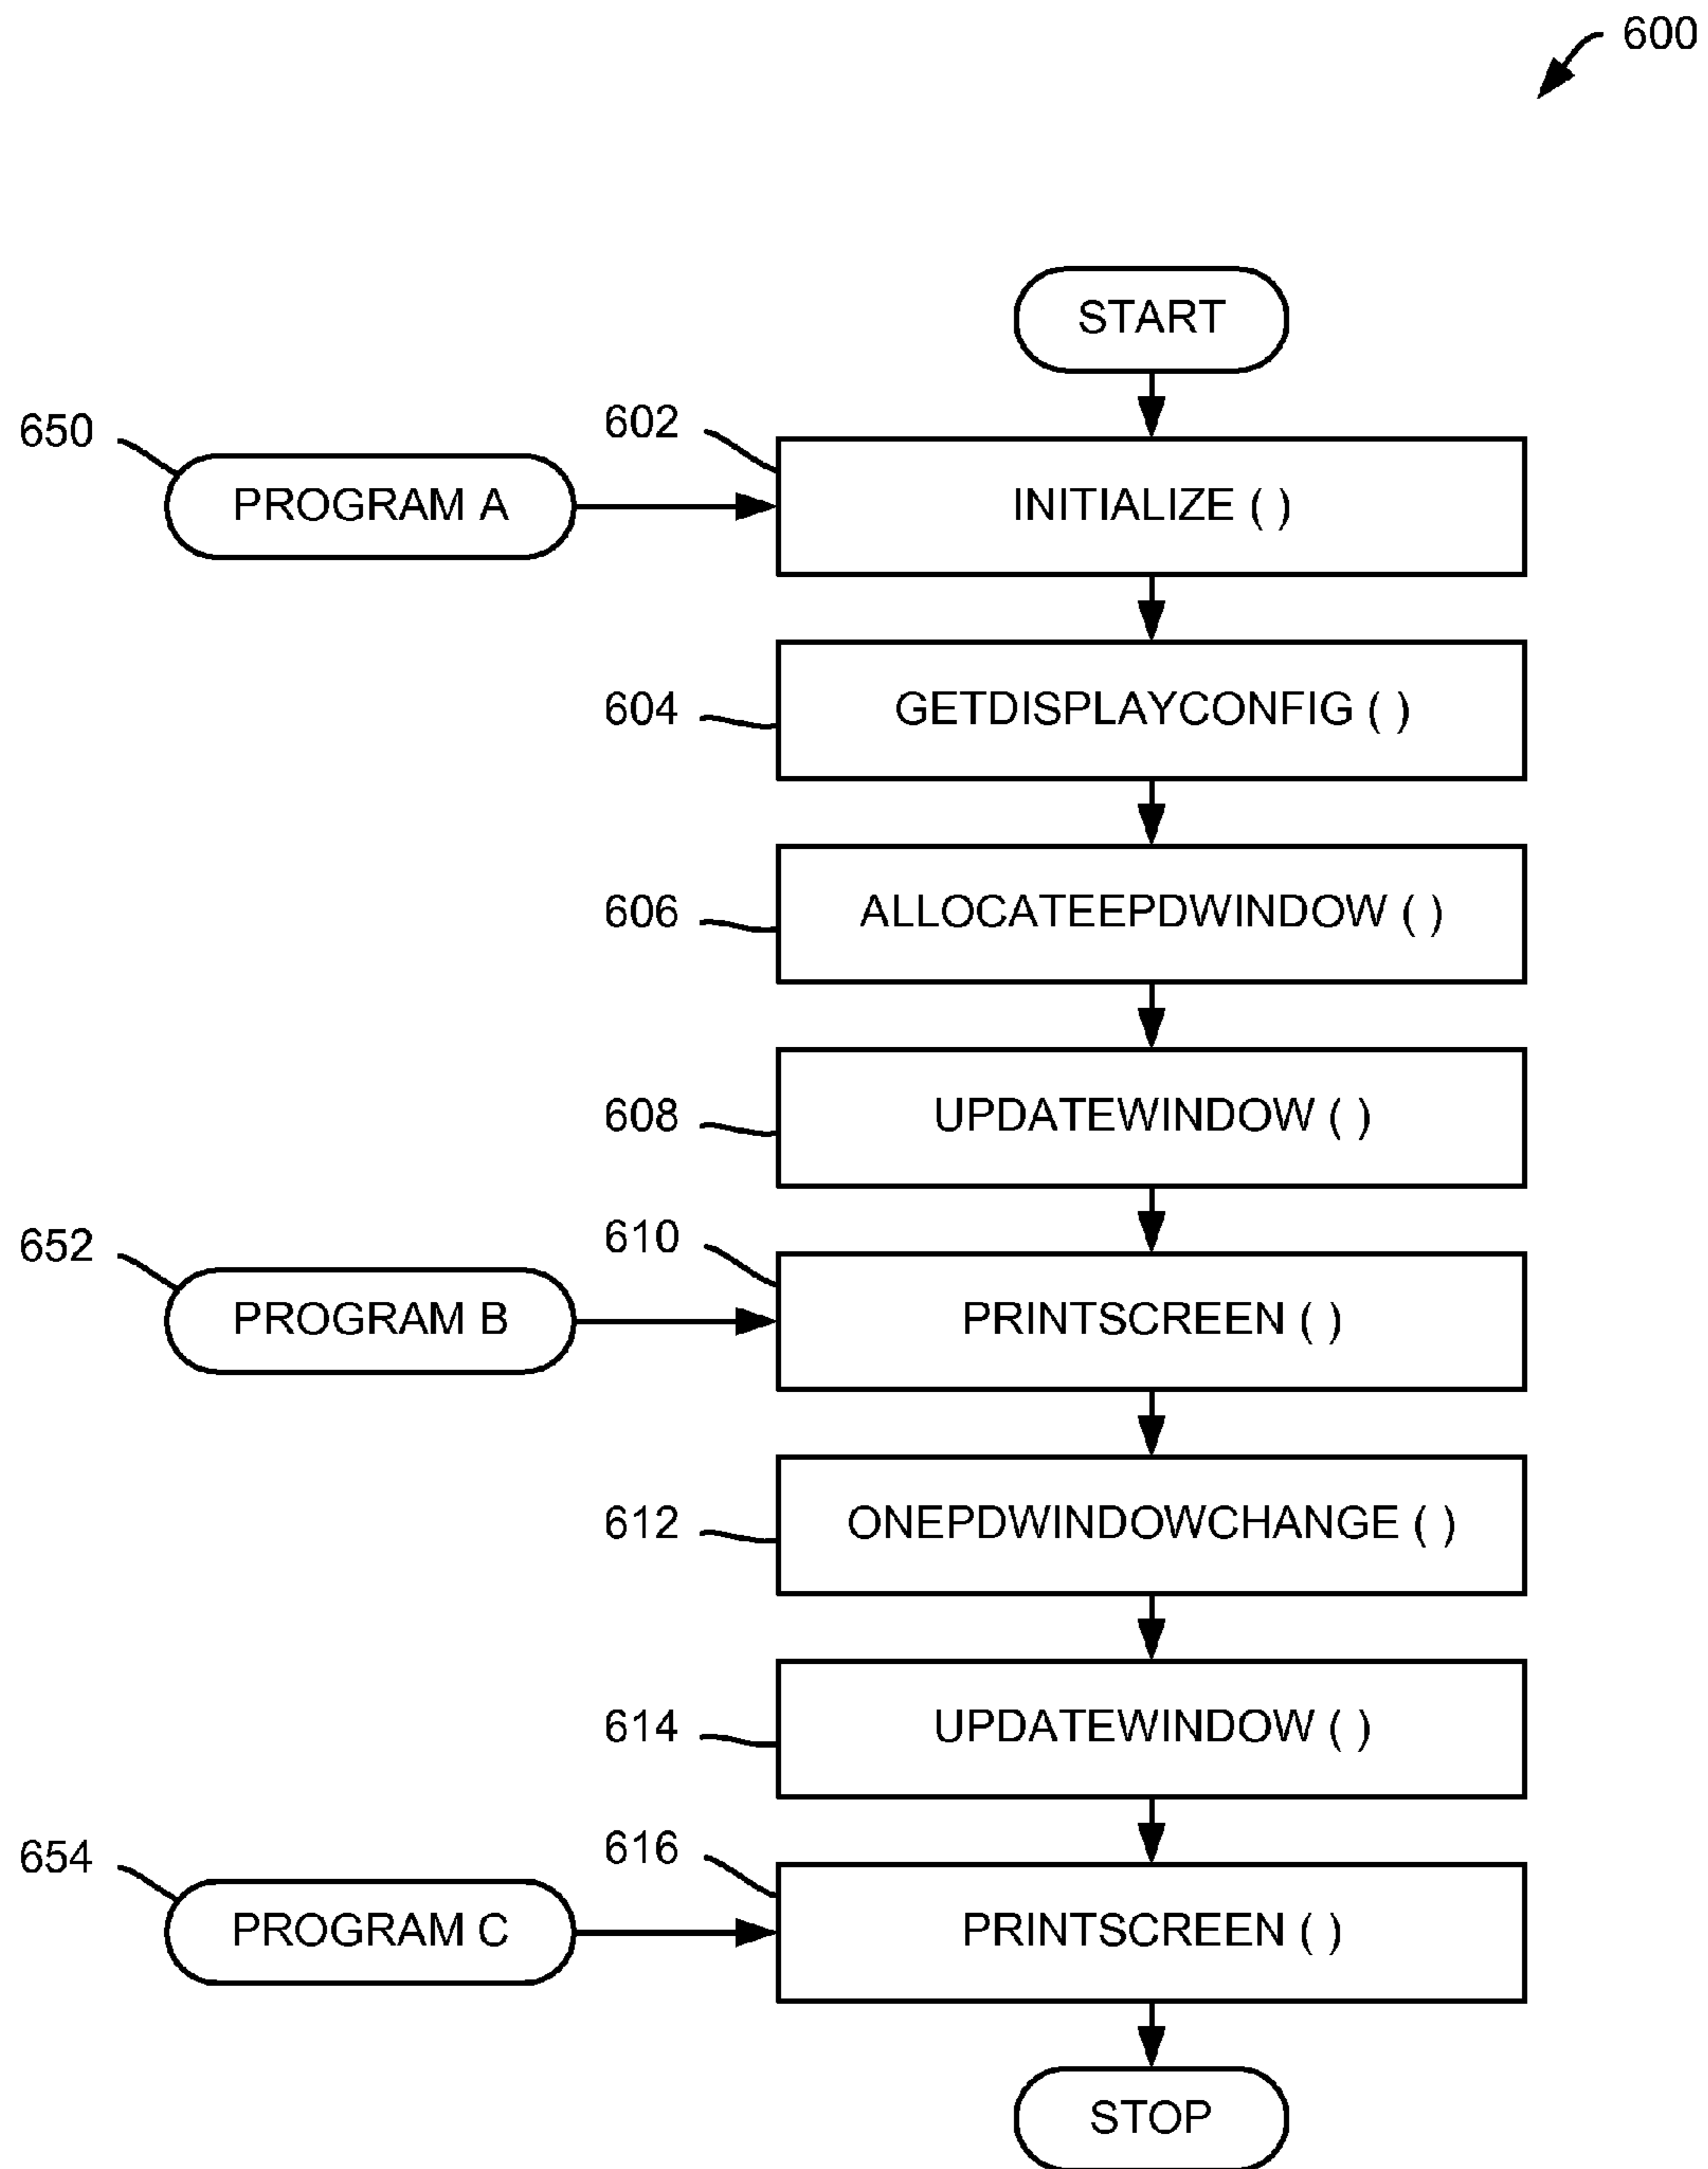 600
START
650
602
PROGRAM A
INITIALIZE ( )
604
GETDISPLAYCONFIG ( )
606
ALLOCATEEPDWINDOW ( )
608
UPDATEWINDOW ( )
652
610
PROGRAM B
PRINTSCREEN ( )
612
ONEPDWINDOWCHANGE ( )
614
UPDATEWINDOW ( )
654
616
PROGRAM C
PRINTSCREEN ( )
STOP